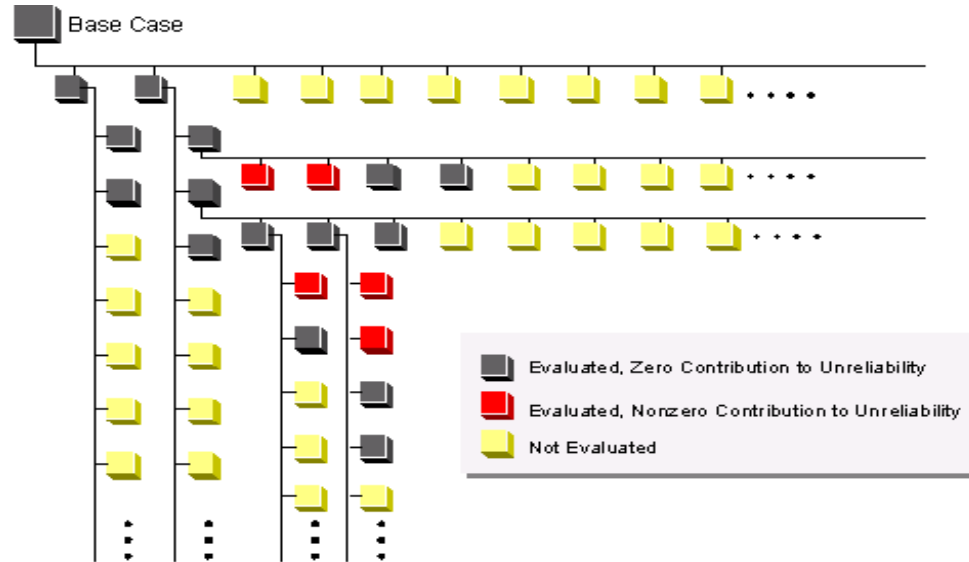 Base Case
Evaluated, Zero Contribution to Unreliability
Evaluated, Nonzero Contribution to Unreliability
Not Evaluated